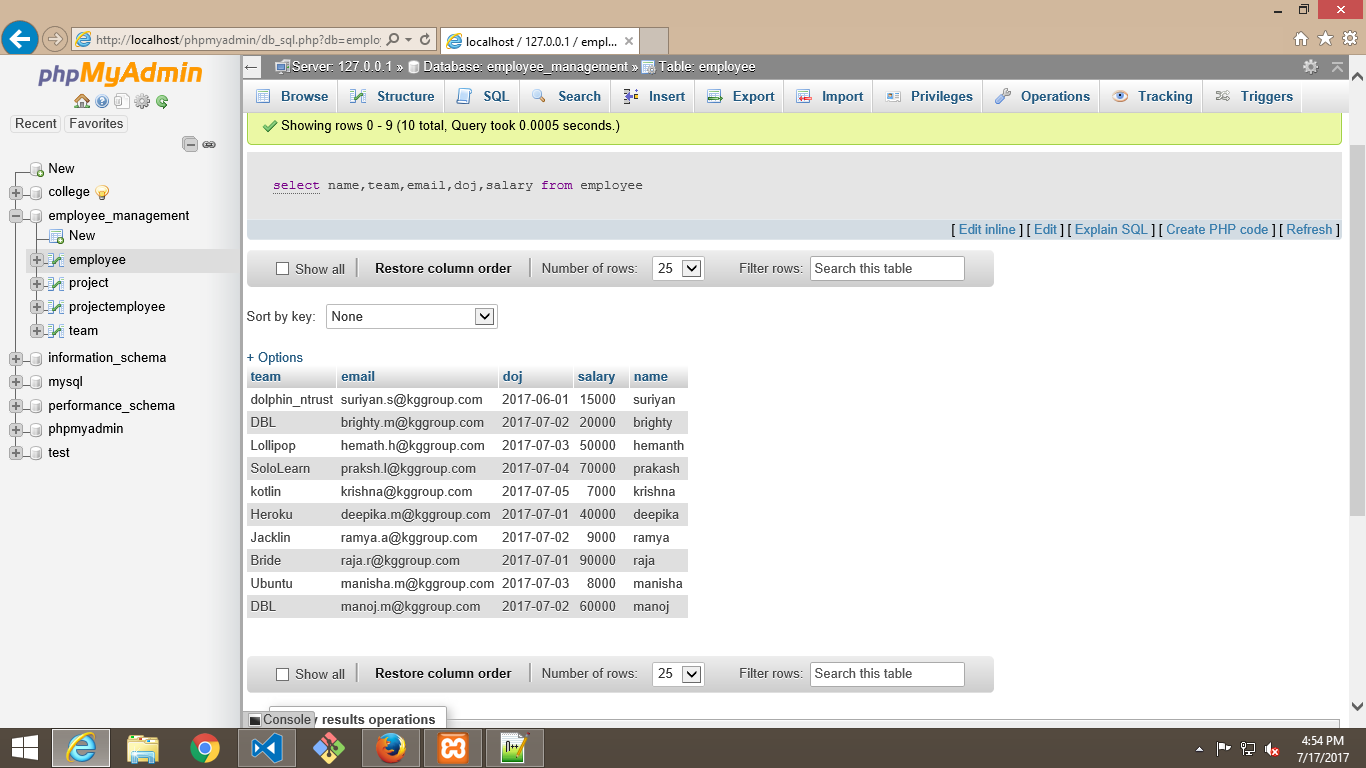 http://localhost/phpmyadmin/db_sql.php?db=employ
localhost / 127.0.0.1 / empl...
phpMyAdmin
Recent Favorites
New
college
employee_management
New
employee
project
projectemployee
team
information_schema
mysql
performance_schema
phpmyadmin
test
Server: 127.0.0.1 » Database: employee_management » Table: employee
Browse Structure SQL Search Insert Export Import Privileges Operations Tracking Triggers
Showing rows 0 - 9 (10 total, Query took 0.0005 seconds.)
select name,team,email,doj,salary from employee
[ Edit inline ] [ Edit ] [ Explain SQL ] [ Create PHP code ] [ Refresh ]
Show all Restore column order Number of rows: 25 Filter rows: Search this table
Sort by key: None
+ Options
team email doj salary name
dolphin_ntrust suriyan.s@kggroup.com 2017-06-01 15000 suriyan
DBL brighty.m@kggroup.com 2017-07-02 20000 brighty
Lollipop hemath.h@kggroup.com 2017-07-03 50000 hemanth
SoloLearn praksh.l@kggroup.com 2017-07-04 70000 prakash
kotlin krishna@kggroup.com 2017-07-05 7000 krishna
Heroku deepika.m@kggroup.com 2017-07-01 40000 deepika
Jacklin ramya.a@kggroup.com 2017-07-02 9000 ramya
Bride raja.r@kggroup.com 2017-07-01 90000 raja
Ubuntu manisha.m@kggroup.com 2017-07-03 8000 manisha
DBL manoj.m@kggroup.com 2017-07-02 60000 manoj
Show all Restore column order Number of rows: 25 Filter rows: Search this table
Console y results operations
4:54 PM
7/17/2017